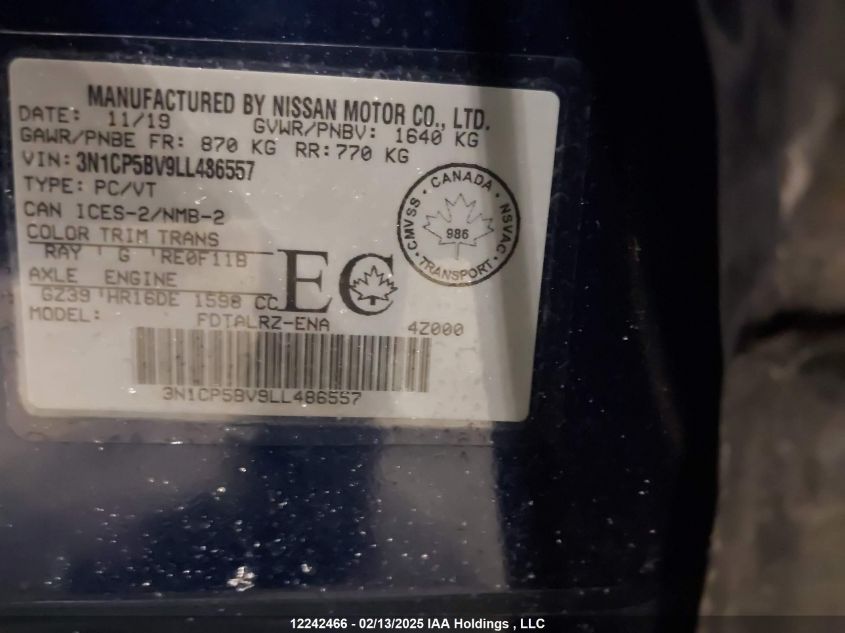 MANUFACTURED BY NISSAN MOTOR CO., LTD.
DATE: 11/19 GVWR/PNBV: 1640 KG
GAWR/PNBE FR: 870 KG RR:770 KG
VIN: 3N1CP5BV9LL486557
TYPE: PC/VT
CAN ICES-2/NMB-2
COLOR TRIM TRANS
RAY ' G 'RE0F11B
AXLE ENGINE
GZ39 'HR16DE 1598 CC
EC
MODEL: FDTALRZ-ENA 4Z000
3N1CP5BV9LL486557
CANADA
CMVSS 986 NSVAC
TRANSPORT
12242466 - 02/13/2025 IAA Holdings , LLC